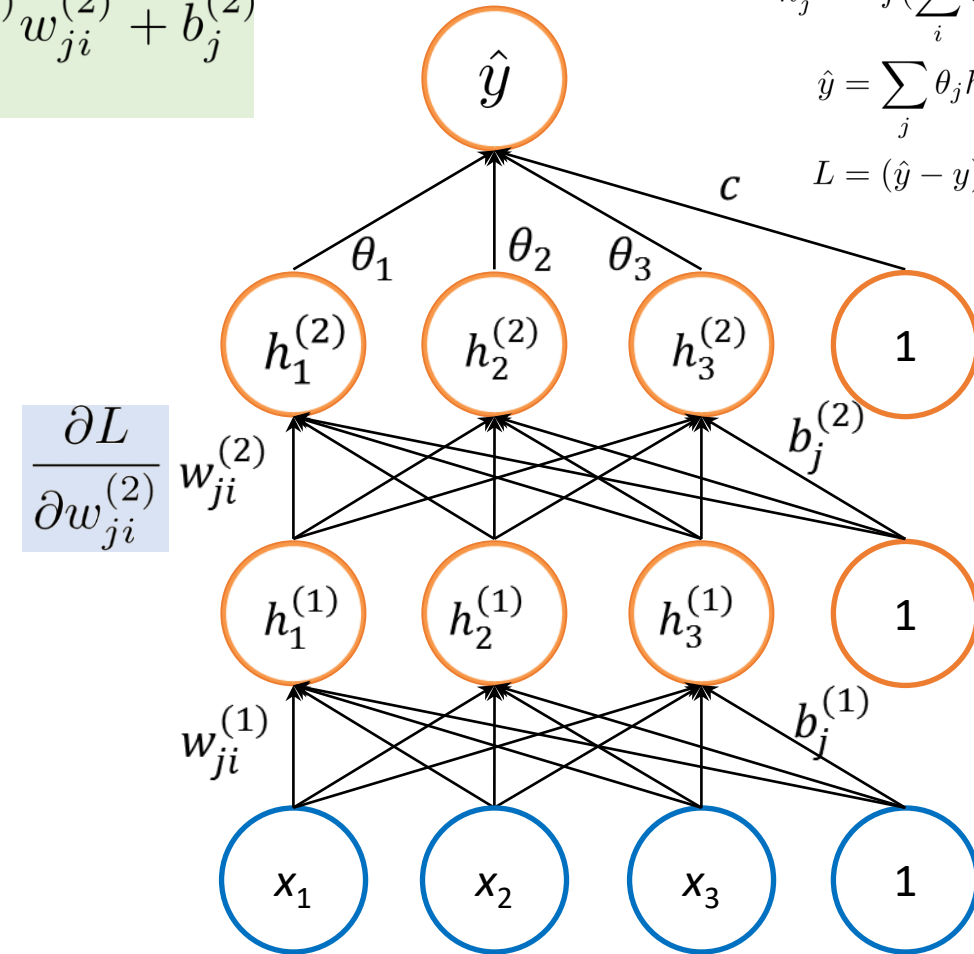 ) w_{ji}^{(2)} + b_j^{(2)}
ŷ
ŷ = ∑_j θ_j h
L = (ŷ − y)
c
θ₁ θ₂ θ₃
h_1^{(2)} h_2^{(2)} h_3^{(2)} 1
∂L / ∂w_{ji}^{(2)} w_{ji}^{(2)} b_j^{(2)}
h_1^{(1)} h_2^{(1)} h_3^{(1)} 1
w_{ji}^{(1)} b_j^{(1)}
x₁ x₂ x₃ 1